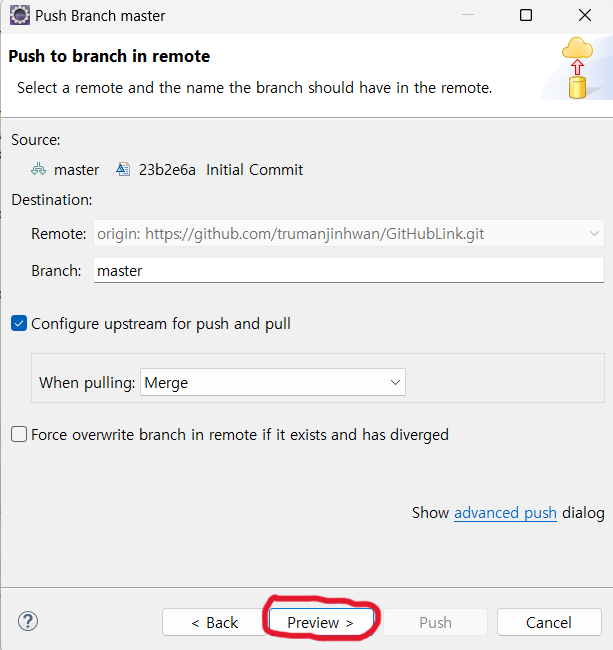 Push Branch master
Push to branch in remote
Select a remote and the name the branch should have in the remote.
Source:
master 23b2e6a Initial Commit
Destination:
Remote: origin: https://github.com/trumanjinhwan/GitHubLink.git
Branch: master
Configure upstream for push and pull
When pulling: Merge
Force overwrite branch in remote if it exists and has diverged
Show advanced push dialog
? < Back Preview > Push Cancel